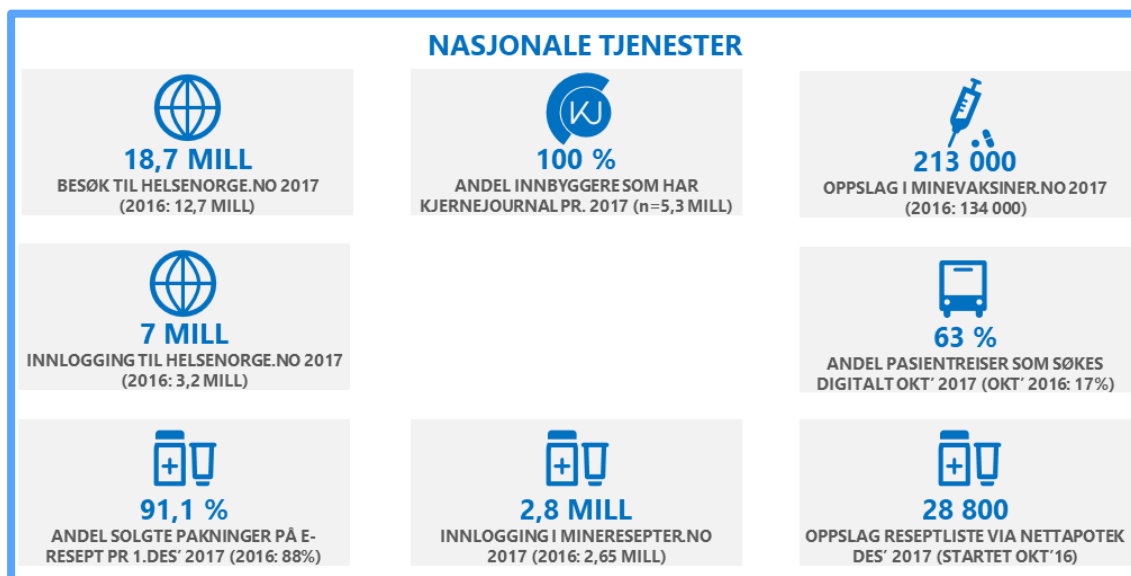 NASJONALE TJENESTER
18,7 MILL
BESØK TIL HELSENORGE.NO 2017
(2016: 12,7 MILL)
KJ
100 %
ANDEL INNBYGGERE SOM HAR
KJERNEJOURNAL PR. 2017 (n=5,3 MILL)
213 000
OPPSLAG I MINEVAKSINER.NO 2017
(2016: 134 000)
7 MILL
INNLOGGING TIL HELSENORGE.NO 2017
(2016: 3,2 MILL)
63 %
ANDEL PASIENTREISER SOM SØKES
DIGITALT OKT’ 2017 (OKT’ 2016: 17%)
91,1 %
ANDEL SOLGTE PAKNINGER PÅ E-
RESEPT PR 1.DES’ 2017 (2016: 88%)
2,8 MILL
INNLOGGING I MINERESEPTER.NO
2017 (2016: 2,65 MILL)
28 800
OPPSLAG RESEPTLISTE VIA NETTAPOTEK
DES’ 2017 (STARTET OKT’16)